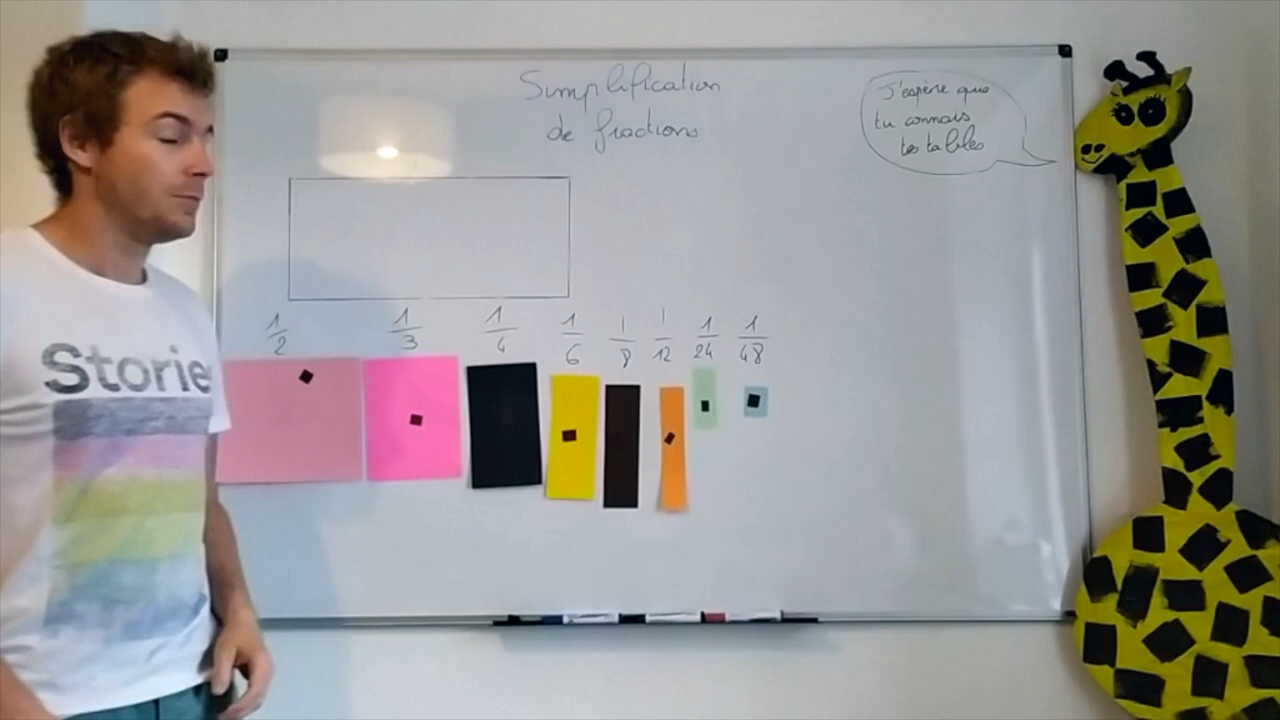 Simplification
de fractions
J'espère que
tu connais
tes tables
1/2 1/3 1/4 1/6 1/8 1/12 1/24 1/48
Storie